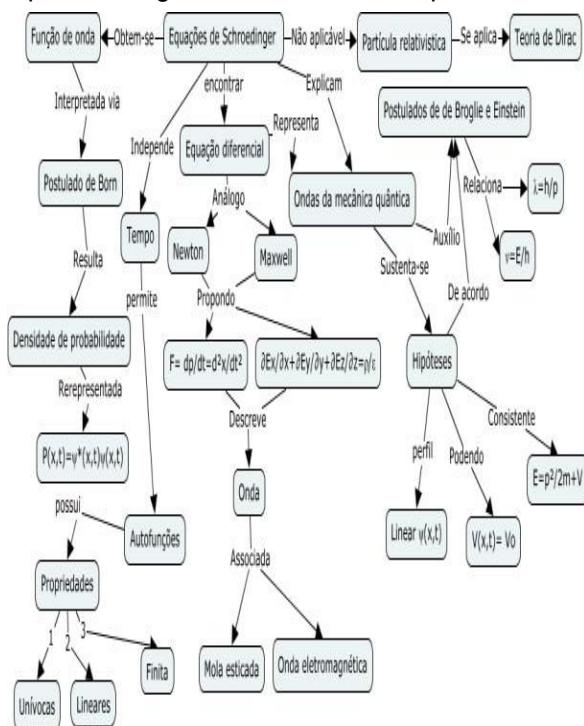 Função de onda
Obtem-se
Equações de Schroedinger
Não aplicável
Partícula relativistica
Se aplica
Teoria de Dirac
Interpretada via
encontrar
Explicam
Postulados de de Broglie e Einstein
Independe
Equação diferencial
Representa
Postulado de Born
Análogo
Ondas da mecânica quântica
Relaciona
λ=h/p
Auxílio
ν=E/h
Tempo
Newton
Maxwell
Resulta
Sustenta-se
permite
Propondo
De acordo
Densidade de probabilidade
F= dp/dt=d²x/dt²
∂Ex/∂x+∂Ey/∂y+∂Ez/∂z=ρ/ε
Hipóteses
Rerepresentada
Descreve
Consistente
P(x,t)=ψ*(x,t)ψ(x,t)
perfil
Podendo
E=p²/2m+V
Onda
possui
Autofunções
Linear ψ(x,t)
V(x,t)= Vo
Associada
Propriedades
1
2
3
Finita
Mola esticada
Onda eletromagnética
Unívocas
Lineares